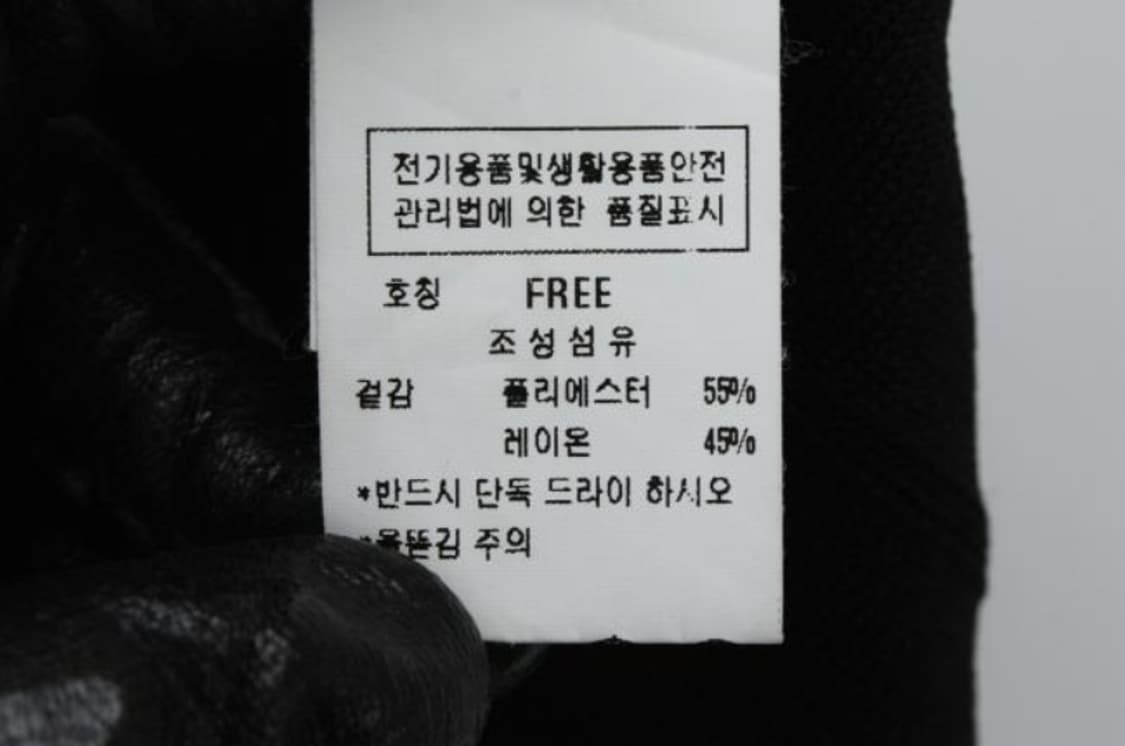 전기용품및생활용품안전
관리법에 의한 품질표시
호칭 FREE
조성섬유
겉감 폴리에스터 55%
레이온 45%
*반드시 단독 드라이 하시오
*올뜯김 주의